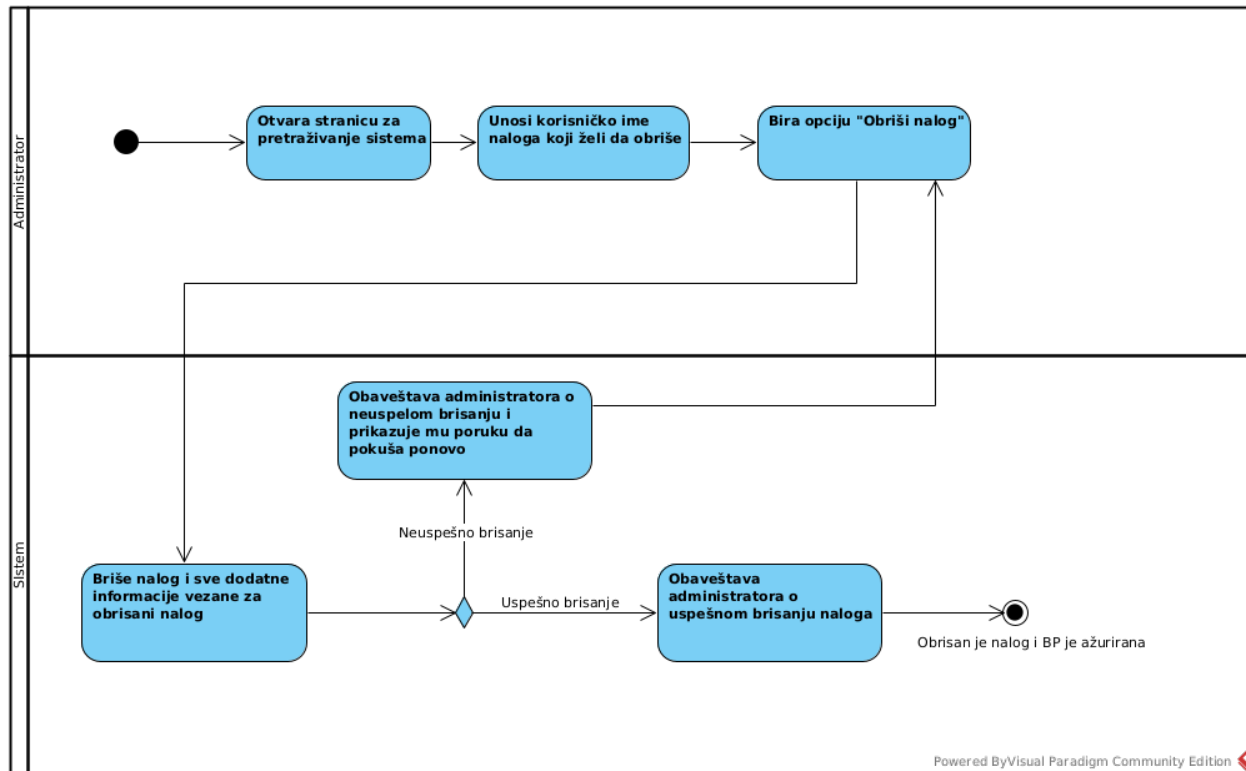 Administrator
Otvara stranicu za
pretraživanje sistema
Unosi korisničko ime
naloga koji želi da obriše
Bira opciju "Obriši nalog"
SIstem
Obaveštava administratora o
neuspelom brisanju i
prikazuje mu poruku da
pokuša ponovo
Neuspešno brisanje
Briše nalog i sve dodatne
informacije vezane za
obrisani nalog
Uspešno brisanje
Obaveštava
administratora o
uspešnom brisanju naloga
Obrisan je nalog i BP je ažurirana
Powered ByVisual Paradigm Community Edition